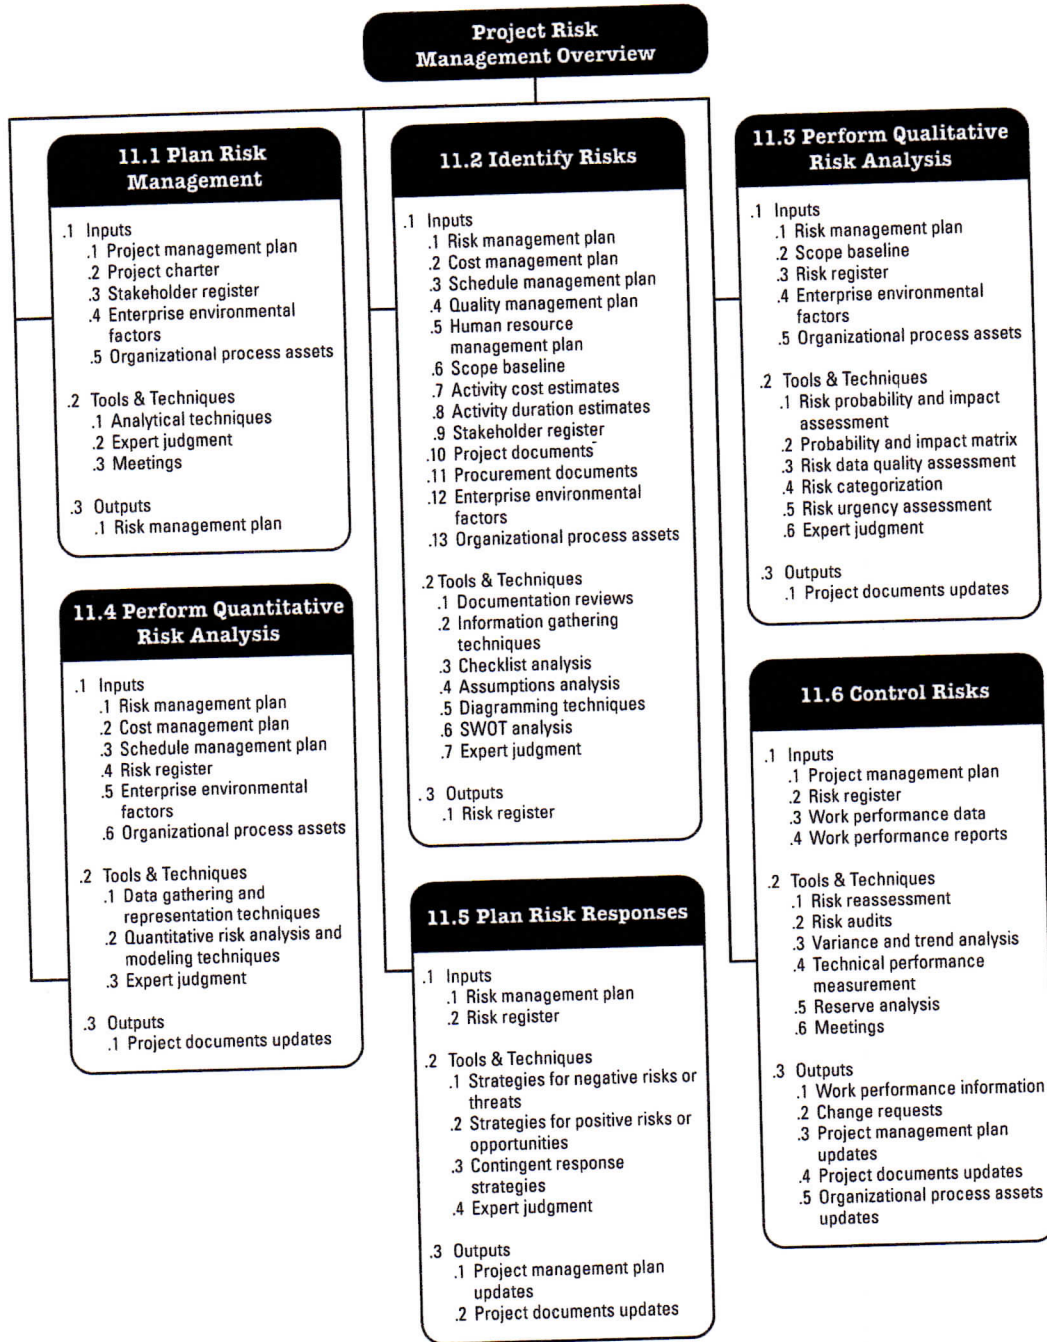 Project Risk
Management Overview
11.1 Plan Risk
Management
.1 Inputs
.1 Project management plan
.2 Project charter
.3 Stakeholder register
.4 Enterprise environmental
factors
.5 Organizational process assets
.2 Tools & Techniques
.1 Analytical techniques
.2 Expert judgment
.3 Meetings
.3 Outputs
.1 Risk management plan
11.2 Identify Risks
.1 Inputs
.1 Risk management plan
.2 Cost management plan
.3 Schedule management plan
.4 Quality management plan
.5 Human resource
management plan
.6 Scope baseline
.7 Activity cost estimates
.8 Activity duration estimates
.9 Stakeholder register
.10 Project documents
.11 Procurement documents
.12 Enterprise environmental
factors
.13 Organizational process assets
.2 Tools & Techniques
.1 Documentation reviews
.2 Information gathering
techniques
.3 Checklist analysis
.4 Assumptions analysis
.5 Diagramming techniques
.6 SWOT analysis
.7 Expert judgment
.3 Outputs
.1 Risk register
11.3 Perform Qualitative
Risk Analysis
.1 Inputs
.1 Risk management plan
.2 Scope baseline
.3 Risk register
.4 Enterprise environmental
factors
.5 Organizational process assets
.2 Tools & Techniques
.1 Risk probability and impact
assessment
.2 Probability and impact matrix
.3 Risk data quality assessment
.4 Risk categorization
.5 Risk urgency assessment
.6 Expert judgment
.3 Outputs
.1 Project documents updates
11.4 Perform Quantitative
Risk Analysis
.1 Inputs
.1 Risk management plan
.2 Cost management plan
.3 Schedule management plan
.4 Risk register
.5 Enterprise environmental
factors
.6 Organizational process assets
.2 Tools & Techniques
.1 Data gathering and
representation techniques
.2 Quantitative risk analysis and
modeling techniques
.3 Expert judgment
.3 Outputs
.1 Project documents updates
11.5 Plan Risk Responses
.1 Inputs
.1 Risk management plan
.2 Risk register
.2 Tools & Techniques
.1 Strategies for negative risks or
threats
.2 Strategies for positive risks or
opportunities
.3 Contingent response
strategies
.4 Expert judgment
.3 Outputs
.1 Project management plan
updates
.2 Project documents updates
11.6 Control Risks
.1 Inputs
.1 Project management plan
.2 Risk register
.3 Work performance data
.4 Work performance reports
.2 Tools & Techniques
.1 Risk reassessment
.2 Risk audits
.3 Variance and trend analysis
.4 Technical performance
measurement
.5 Reserve analysis
.6 Meetings
.3 Outputs
.1 Work performance information
.2 Change requests
.3 Project management plan
updates
.4 Project documents updates
.5 Organizational process assets
updates